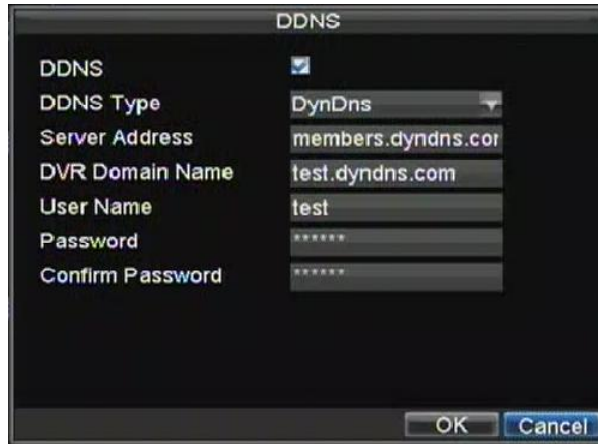 DDNS
DDNS
DDNS Type DynDns
Server Address members.dyndns.cor
DVR Domain Name test.dyndns.com
User Name test
Password ******
Confirm Password ******
OK Cancel